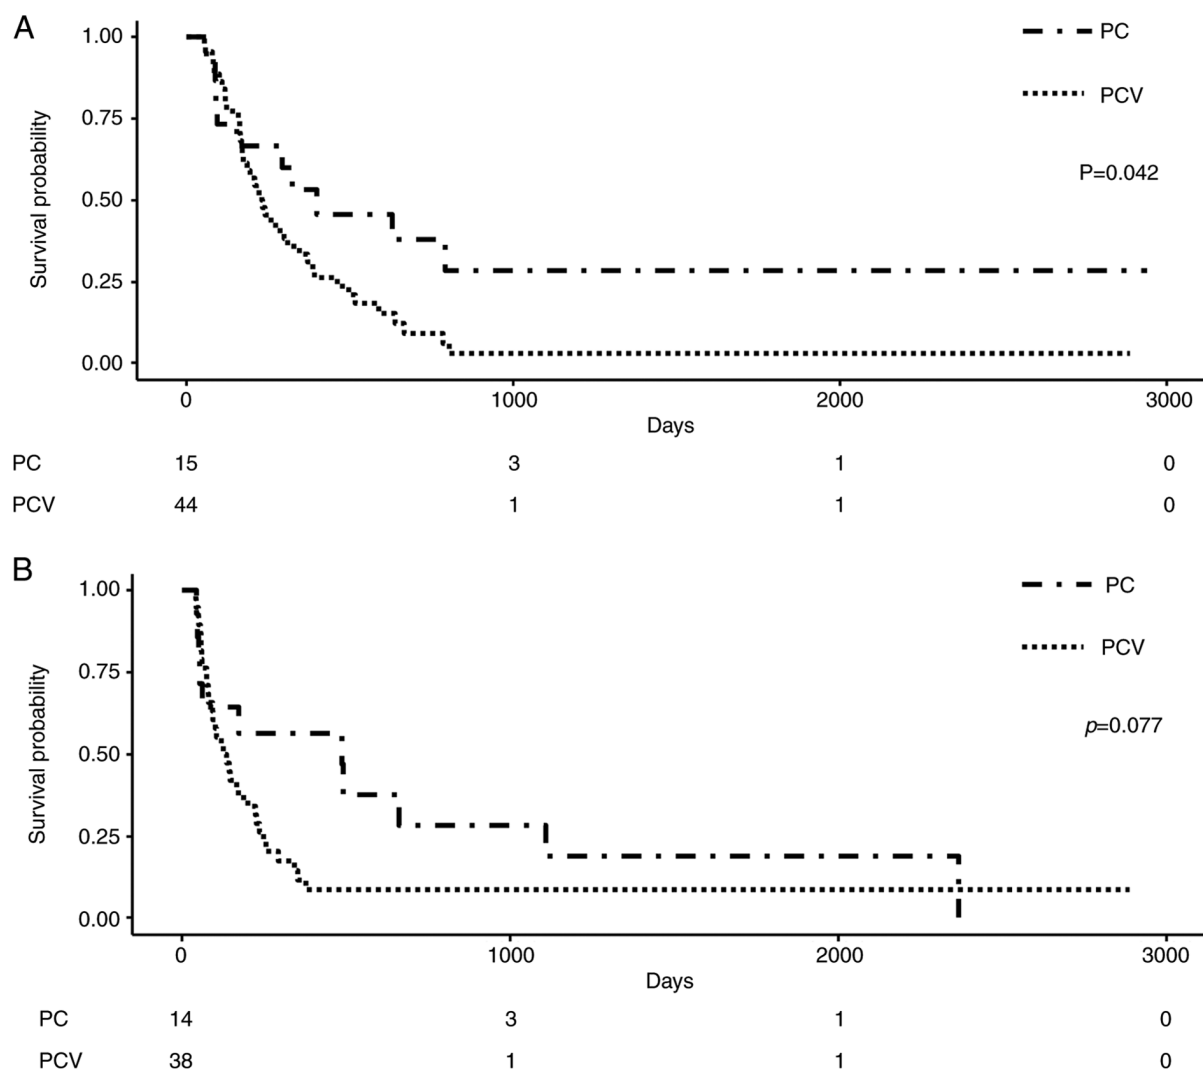 A
1.00
0.75
0.50
0.25
0.00
Survival probability
PC
PCV
P=0.042
0 1000 2000 3000
Days
PC 15 3 1 0
PCV 44 1 1 0
B
1.00
0.75
0.50
0.25
0.00
Survival probability
PC
PCV
p=0.077
0 1000 2000 3000
Days
PC 14 3 1 0
PCV 38 1 1 0